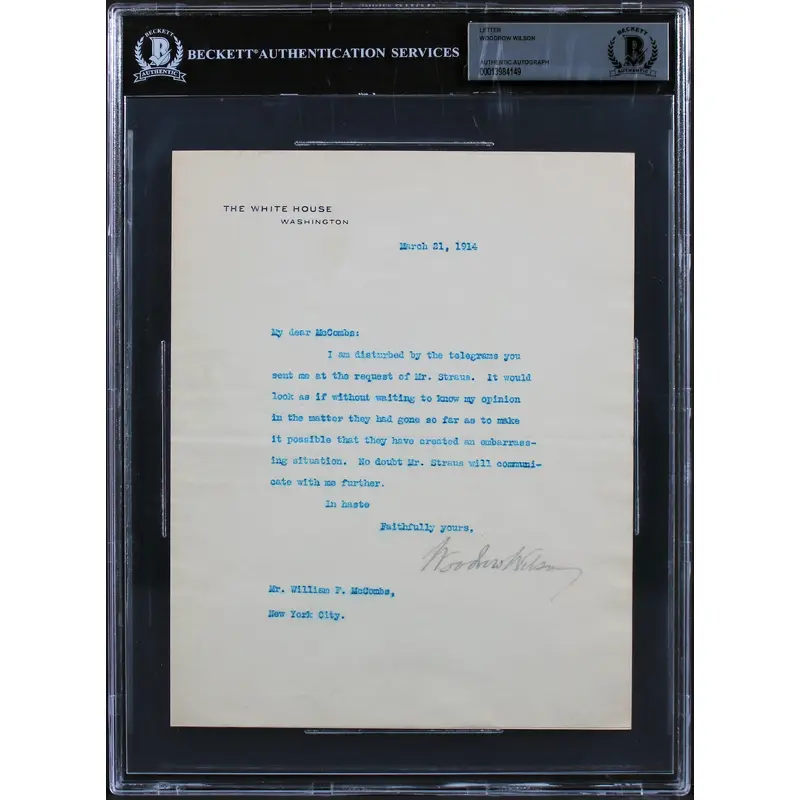 BECKETT
B
AUTHENTIC
BECKETT® AUTHENTICATION SERVICES
LETTER
WOODROW WILSON
AUTHENTIC AUTOGRAPH
00013984149
BECKETT
B
AUTHENTIC
THE WHITE HOUSE
WASHINGTON
March 21, 1914
My dear McCombs:
I am disturbed by the telegrams you
sent me at the request of Mr. Straus. It would
look as if without waiting to know my opinion
in the matter they had gone so far as to make
it possible that they have created an embarrass-
ing situation. No doubt Mr. Straus will communi-
cate with me further.
In haste
Faithfully yours,
Woodrow Wilson
Mr. William F. McCombs,
New York City.